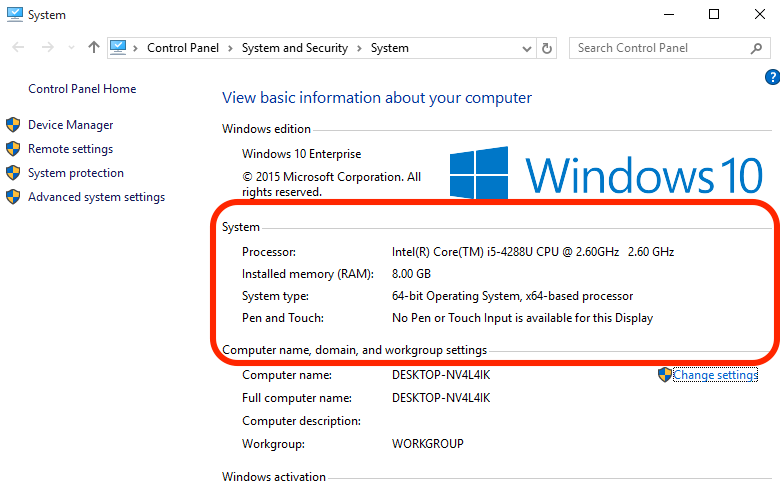 System
Control Panel System and Security System
Search Control Panel
?
Control Panel Home
Device Manager
Remote settings
System protection
Advanced system settings
View basic information about your computer
Windows edition
Windows 10 Enterprise
© 2015 Microsoft Corporation. All
rights reserved.
Windows 10
System
Processor: Intel(R) Core(TM) i5-4288U CPU @ 2.60GHz 2.60 GHz
Installed memory (RAM): 8.00 GB
System type: 64-bit Operating System, x64-based processor
Pen and Touch: No Pen or Touch Input is available for this Display
Computer name, domain, and workgroup settings
Computer name: DESKTOP-NV4L4IK
Change settings
Full computer name: DESKTOP-NV4L4IK
Computer description:
Workgroup: WORKGROUP
Windows activation